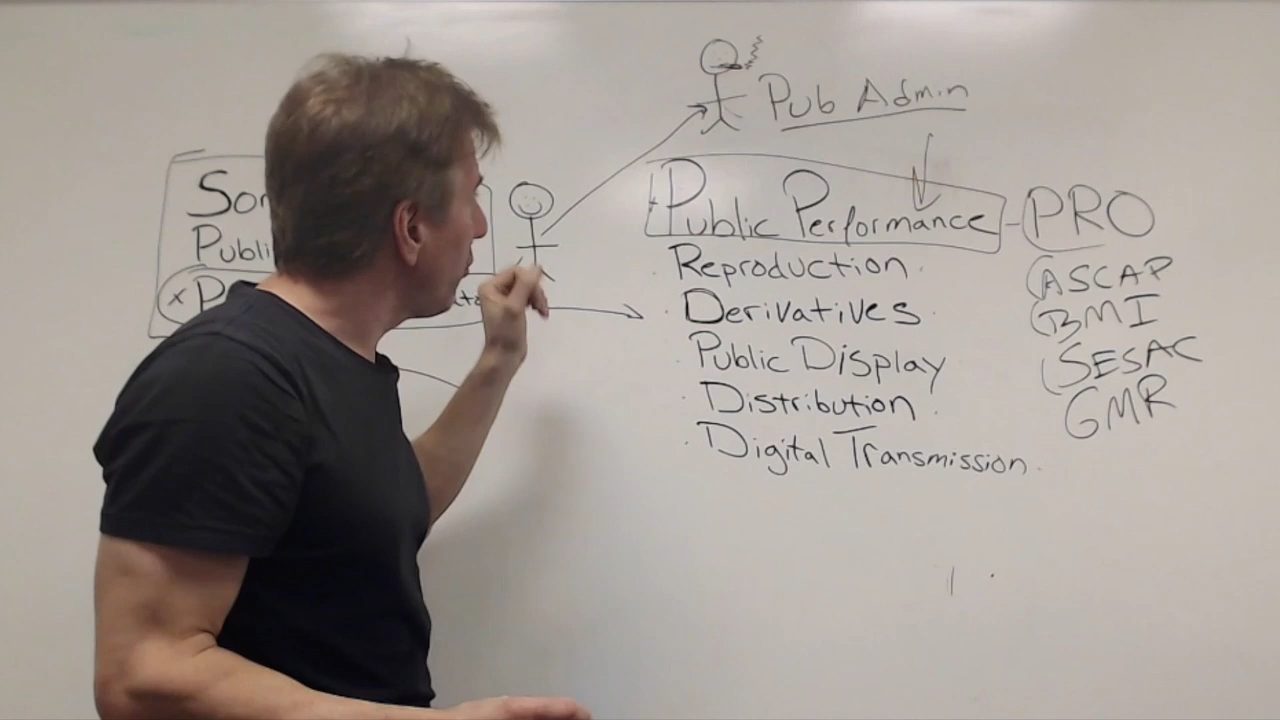 Pub Admin
Public Performance - PRO
Reproduction
Derivatives
Public Display
Distribution
Digital Transmission
ASCAP
BMI
SESAC
GMR